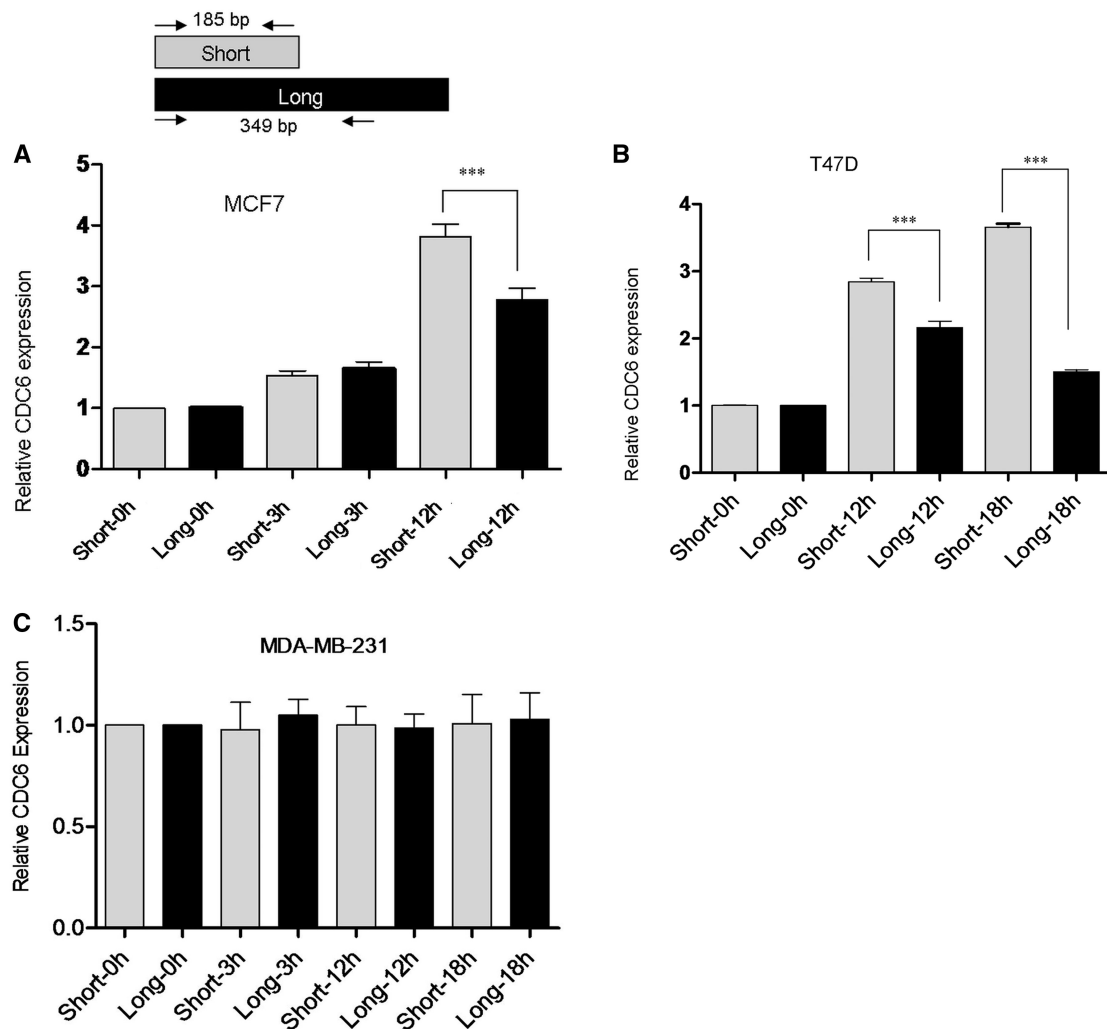 185 bp
Short
Long
349 bp
A
MCF7
***
Relative CDC6 expression
5
4
3
2
1
0
Short-0h
Long-0h
Short-3h
Long-3h
Short-12h
Long-12h
B
T47D
***
***
Relative CDC6 expression
4
3
2
1
0
Short-0h
Long-0h
Short-12h
Long-12h
Short-18h
Long-18h
C
MDA-MB-231
Relative CDC6 Expression
1.5
1.0
0.5
0.0
Short-0h
Long-0h
Short-3h
Long-3h
Short-12h
Long-12h
Short-18h
Long-18h